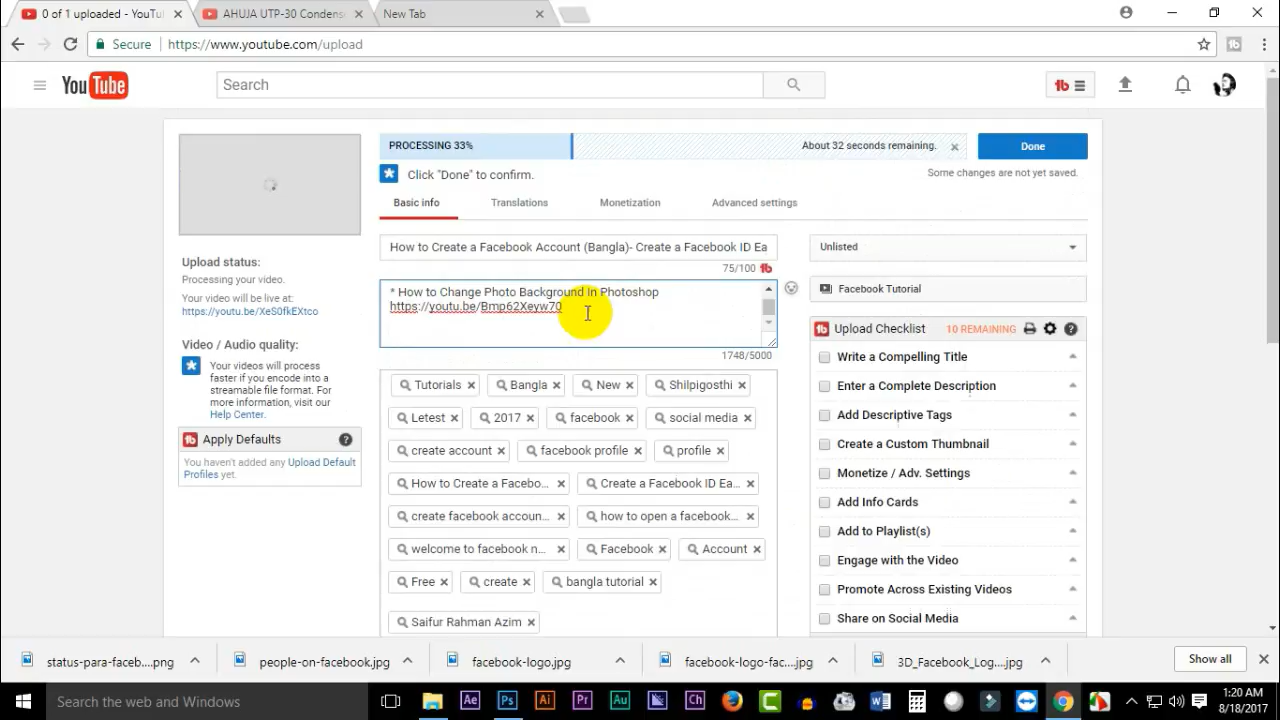 0 of 1 uploaded - YouTu
AHUJA UTP-30 Condense
New Tab
Secure
https://www.youtube.com/upload
YouTube
Search
PROCESSING 33%
About 32 seconds remaining.
Done
Click "Done" to confirm.
Some changes are not yet saved.
Basic info
Translations
Monetization
Advanced settings
How to Create a Facebook Account (Bangla)- Create a Facebook ID Ea
Unlisted
75/100
Upload status:
Processing your video.
Your video will be live at:
https://youtu.be/XeS0fkEXtco
* How to Change Photo Background In Photoshop
https://youtu.be/Bmp62Xeyw70
1748/5000
Facebook Tutorial
Video / Audio quality:
Your videos will process
faster if you encode into a
streamable file format. For
more information, visit our
Help Center.
Apply Defaults
You haven't added any Upload Default
Profiles yet.
Tutorials
Bangla
New
Shilpigosthi
Letest
2017
facebook
social media
create account
facebook profile
profile
How to Create a Facebo...
Create a Facebook ID Ea...
create facebook accoun...
how to open a facebook...
welcome to facebook n...
Facebook
Account
Free
create
bangla tutorial
Saifur Rahman Azim
Upload Checklist
10 REMAINING
Write a Compelling Title
Enter a Complete Description
Add Descriptive Tags
Create a Custom Thumbnail
Monetize / Adv. Settings
Add Info Cards
Add to Playlist(s)
Engage with the Video
Promote Across Existing Videos
Share on Social Media
status-para-faceb....png
people-on-facebook.jpg
facebook-logo.jpg
facebook-logo-fac....jpg
3D_Facebook_Log....jpg
Show all
Search the web and Windows
Ae
Ps
Ai
Pr
Au
Ch
1:20 AM
8/18/2017